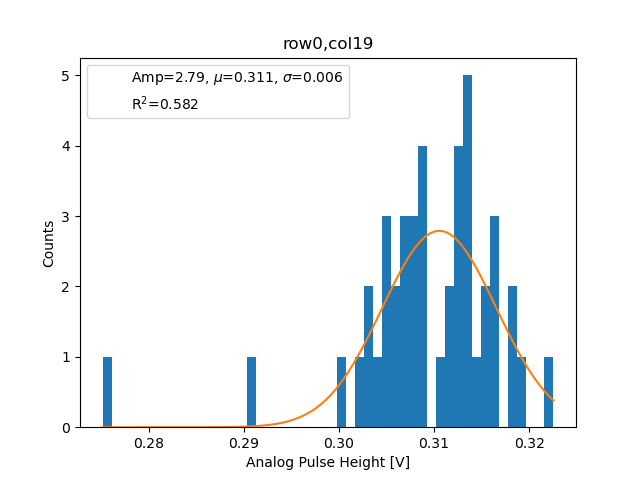 row0,col19
Amp=2.79, μ=0.311, σ=0.006
R²=0.582
5
4
3
2
1
0
Counts
0.28 0.29 0.30 0.31 0.32
Analog Pulse Height [V]